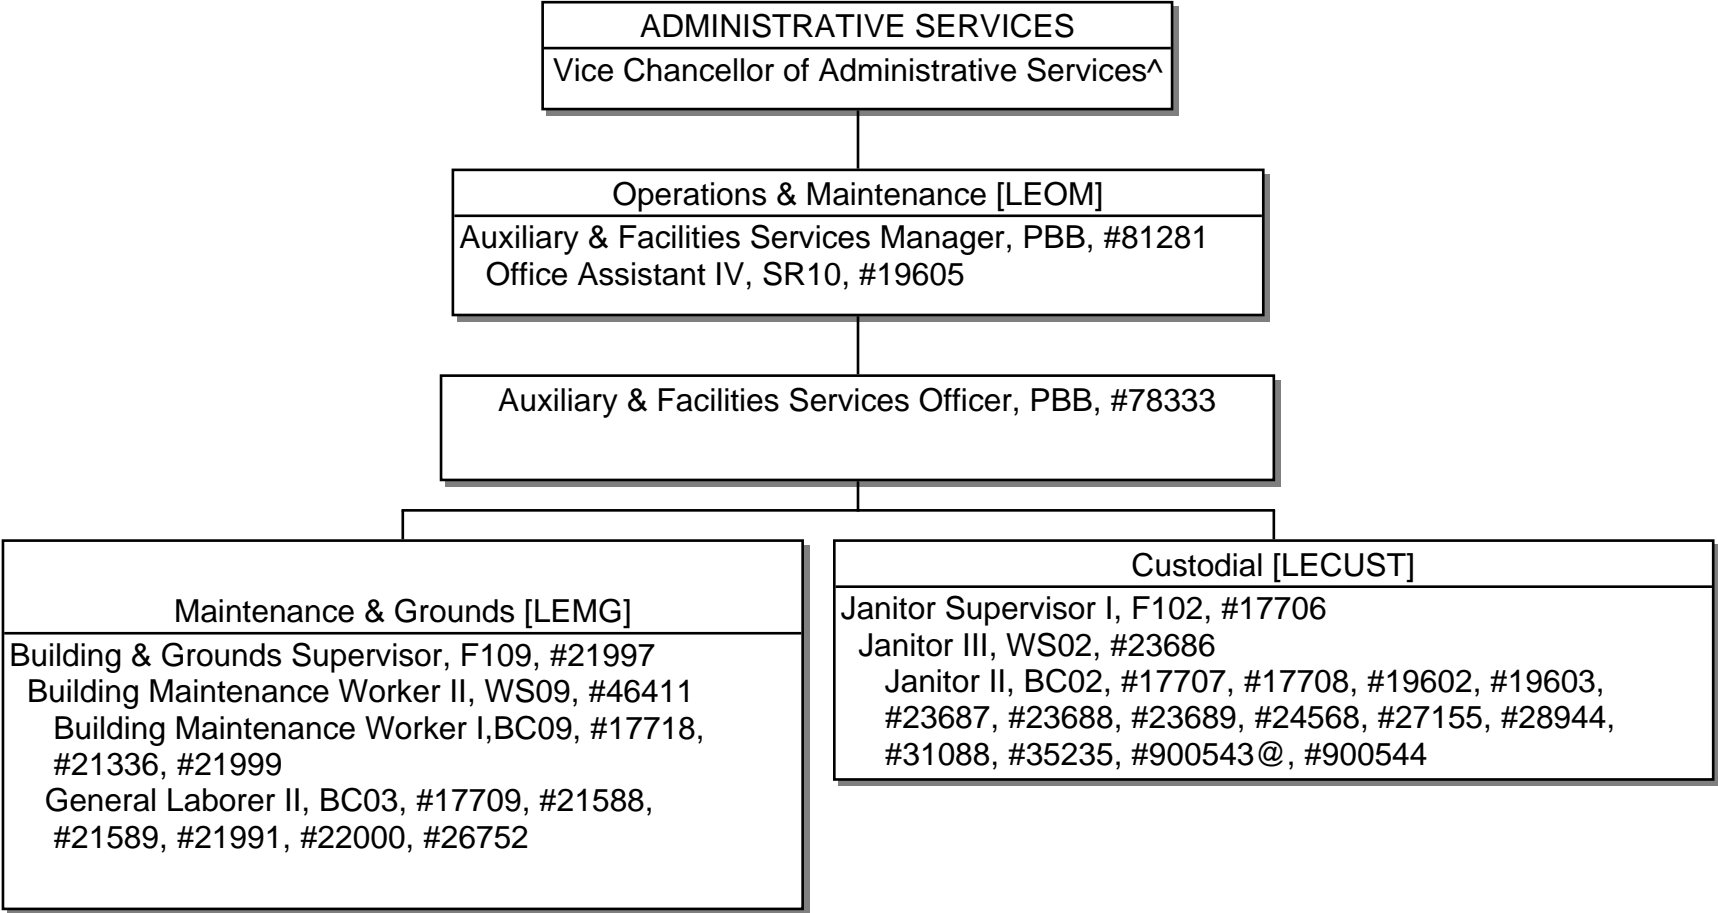 ADMINISTRATIVE SERVICES
Vice Chancellor of Administrative Services^
Operations & Maintenance [LEOM]
Auxiliary & Facilities Services Manager, PBB, #81281
Office Assistant IV, SR10, #19605
Auxiliary & Facilities Services Officer, PBB, #78333
Maintenance & Grounds [LEMG]
Building & Grounds Supervisor, F109, #21997
Building Maintenance Worker II, WS09, #46411
Building Maintenance Worker I,BC09, #17718,
#21336, #21999
General Laborer II, BC03, #17709, #21588,
#21589, #21991, #22000, #26752
Custodial [LECUST]
Janitor Supervisor I, F102, #17706
Janitor III, WS02, #23686
Janitor II, BC02, #17707, #17708, #19602, #19603,
#23687, #23688, #23689, #24568, #27155, #28944,
#31088, #35235, #900543@, #900544